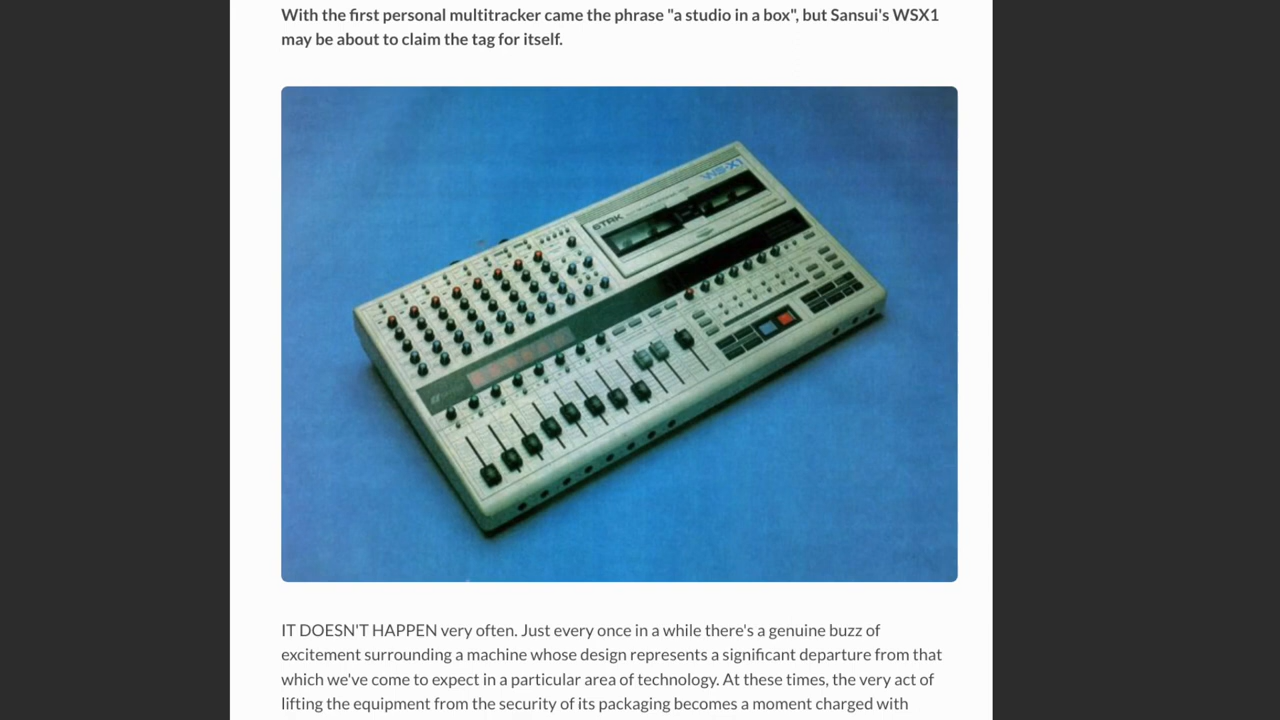 With the first personal multitracker came the phrase "a studio in a box", but Sansui's WSX1
may be about to claim the tag for itself.
WS-X1
6TRK
IT DOESN'T HAPPEN very often. Just every once in a while there's a genuine buzz of
excitement surrounding a machine whose design represents a significant departure from that
which we've come to expect in a particular area of technology. At these times, the very act of
lifting the equipment from the security of its packaging becomes a moment charged with